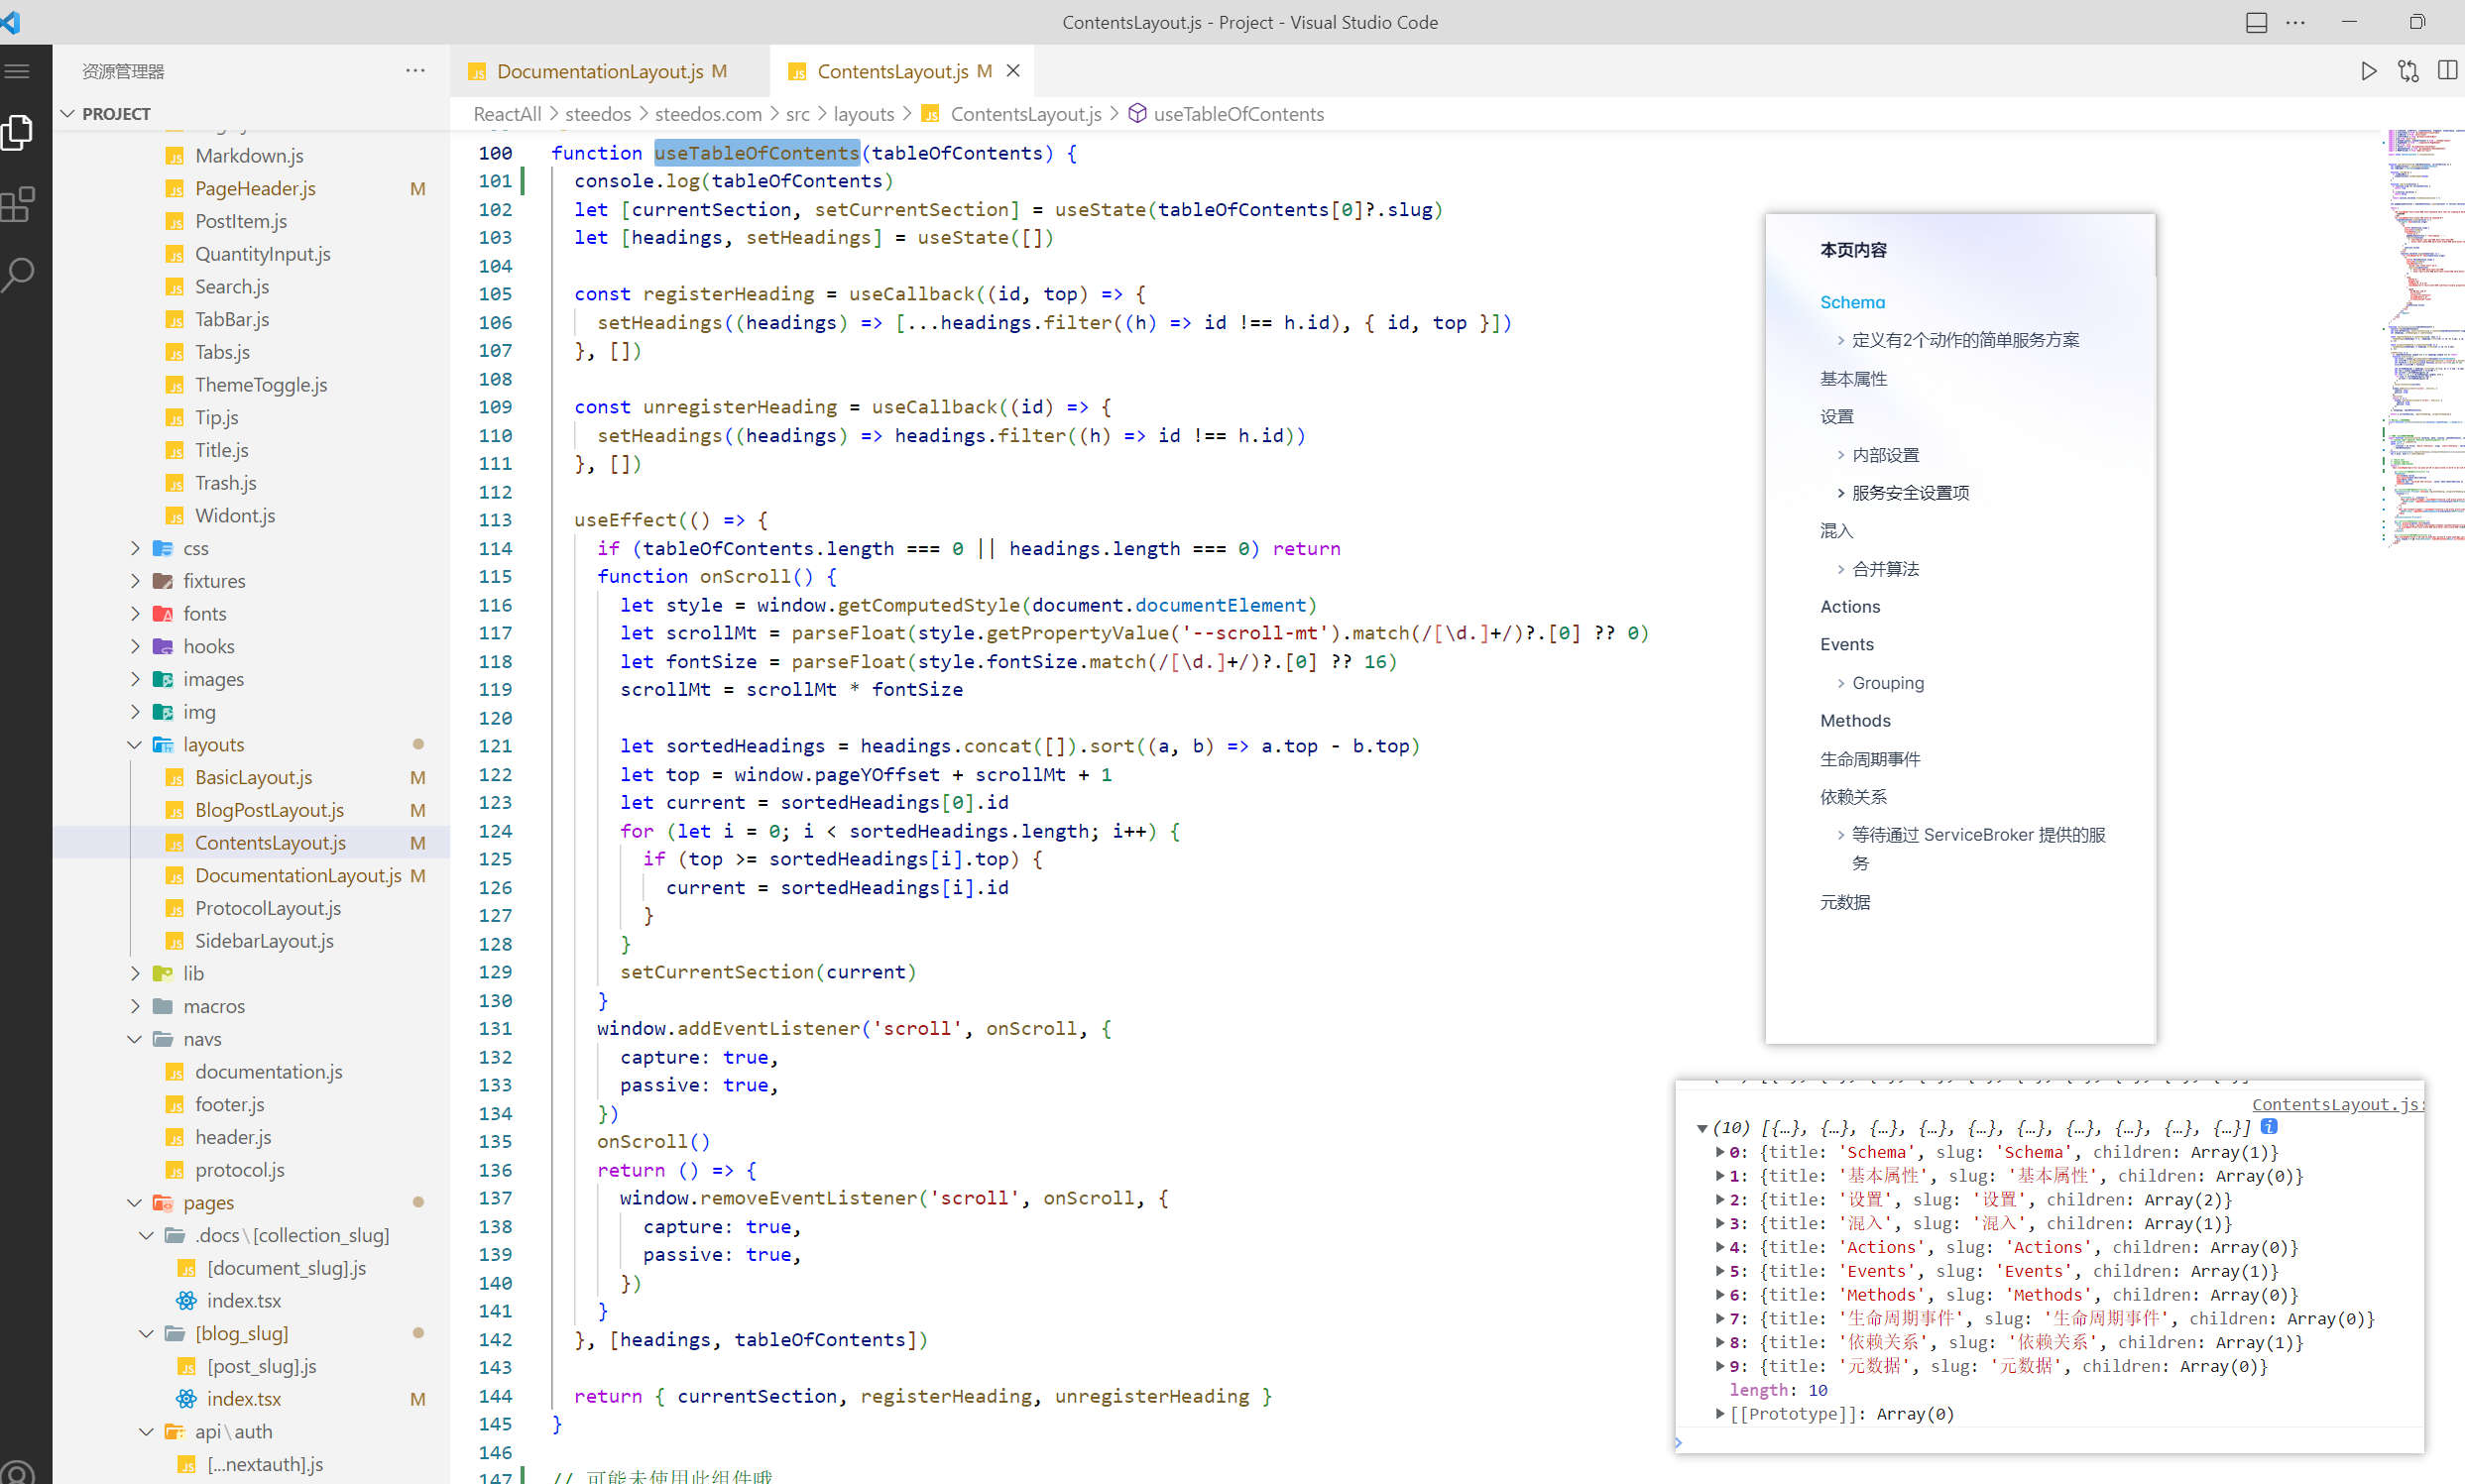 ContentsLayout.js - Project - Visual Studio Code
资源管理器
PROJECT
Markdown.js
PageHeader.js M
PostItem.js
QuantityInput.js
Search.js
TabBar.js
Tabs.js
ThemeToggle.js
Tip.js
Title.js
Trash.js
Widont.js
css
fixtures
fonts
hooks
images
img
layouts
BasicLayout.js M
BlogPostLayout.js M
ContentsLayout.js M
DocumentationLayout.js M
ProtocolLayout.js
SidebarLayout.js
lib
macros
navs
documentation.js
footer.js
header.js
protocol.js
pages
.docs\[collection_slug]
[document_slug].js
index.tsx
[blog_slug]
[post_slug].js
index.tsx M
api\auth
[...nextauth].js
DocumentationLayout.js M
ContentsLayout.js M
ReactAll > steedos > steedos.com > src > layouts > ContentsLayout.js > useTableOfContents
100 function useTableOfContents(tableOfContents) {
101 console.log(tableOfContents)
102 let [currentSection, setCurrentSection] = useState(tableOfContents[0]?.slug)
103 let [headings, setHeadings] = useState([])
104
105 const registerHeading = useCallback((id, top) => {
106 setHeadings((headings) => [...headings.filter((h) => id !== h.id), { id, top }])
107 }, [])
108
109 const unregisterHeading = useCallback((id) => {
110 setHeadings((headings) => headings.filter((h) => id !== h.id))
111 }, [])
112
113 useEffect(() => {
114 if (tableOfContents.length === 0 || headings.length === 0) return
115 function onScroll() {
116 let style = window.getComputedStyle(document.documentElement)
117 let scrollMt = parseFloat(style.getPropertyValue('--scroll-mt').match(/[\d.]+/)?.[0] ?? 0)
118 let fontSize = parseFloat(style.fontSize.match(/[\d.]+/)?.[0] ?? 16)
119 scrollMt = scrollMt * fontSize
120
121 let sortedHeadings = headings.concat([]).sort((a, b) => a.top - b.top)
122 let top = window.pageYOffset + scrollMt + 1
123 let current = sortedHeadings[0].id
124 for (let i = 0; i < sortedHeadings.length; i++) {
125 if (top >= sortedHeadings[i].top) {
126 current = sortedHeadings[i].id
127 }
128 }
129 setCurrentSection(current)
130 }
131 window.addEventListener('scroll', onScroll, {
132 capture: true,
133 passive: true,
134 })
135 onScroll()
136 return () => {
137 window.removeEventListener('scroll', onScroll, {
138 capture: true,
139 passive: true,
140 })
141 }
142 }, [headings, tableOfContents])
143
144 return { currentSection, registerHeading, unregisterHeading }
145 }
146
147 // 可能未使用此组件哦
本页内容
Schema
> 定义有2个动作的简单服务方案
基本属性
设置
> 内部设置
> 服务安全设置项
混入
> 合并算法
Actions
Events
> Grouping
Methods
生命周期事件
依赖关系
> 等待通过 ServiceBroker 提供的服
务
元数据
ContentsLayout.js:
(10) [{…}, {…}, {…}, {…}, {…}, {…}, {…}, {…}, {…}, {…}] i
0: {title: 'Schema', slug: 'Schema', children: Array(1)}
1: {title: '基本属性', slug: '基本属性', children: Array(0)}
2: {title: '设置', slug: '设置', children: Array(2)}
3: {title: '混入', slug: '混入', children: Array(1)}
4: {title: 'Actions', slug: 'Actions', children: Array(0)}
5: {title: 'Events', slug: 'Events', children: Array(1)}
6: {title: 'Methods', slug: 'Methods', children: Array(0)}
7: {title: '生命周期事件', slug: '生命周期事件', children: Array(0)}
8: {title: '依赖关系', slug: '依赖关系', children: Array(1)}
9: {title: '元数据', slug: '元数据', children: Array(0)}
length: 10
[[Prototype]]: Array(0)